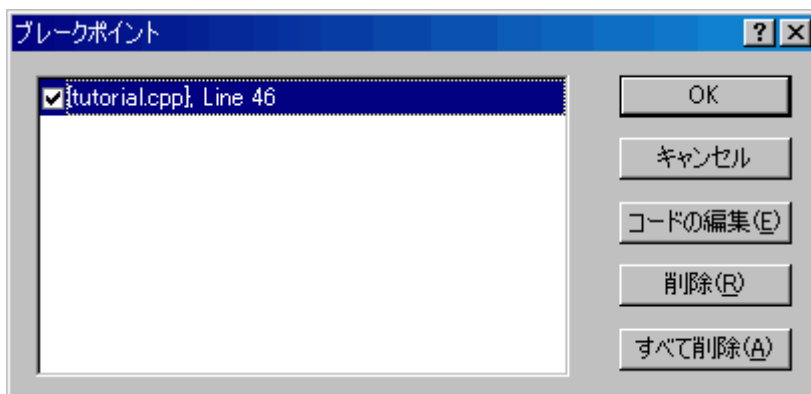 ブレークポイント
{tutorial.cpp}, Line 46
OK
キャンセル
コードの編集(E)
削除(R)
すべて削除(A)